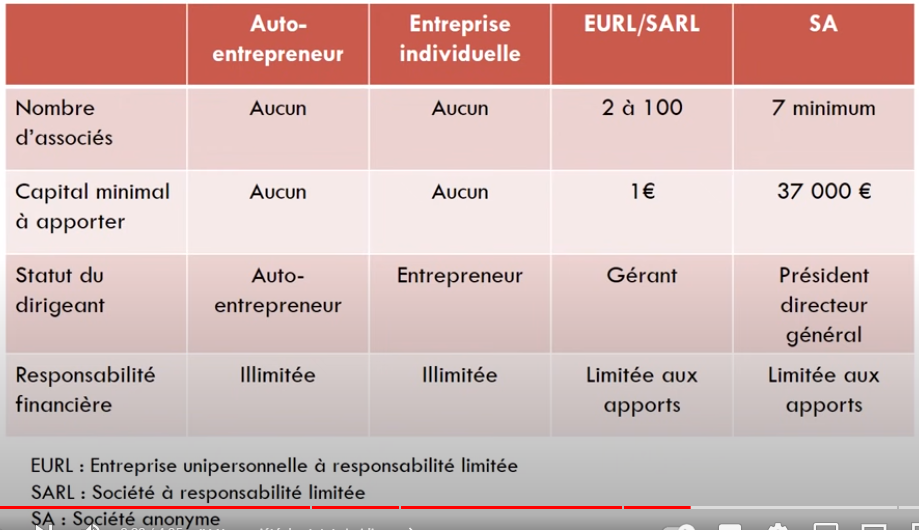 Auto-
entrepreneur
Entreprise
individuelle
EURL/SARL
SA
Nombre
d'associés
Aucun
Aucun
2 à 100
7 minimum
Capital minimal
à apporter
Aucun
Aucun
1€
37 000 €
Statut du
dirigeant
Auto-
entrepreneur
Entrepreneur
Gérant
Président
directeur
général
Responsabilité
financière
Illimitée
Illimitée
Limitée aux
apports
Limitée aux
apports
EURL : Entreprise unipersonnelle à responsabilité limitée
SARL : Société à responsabilité limitée
SA : Société anonyme